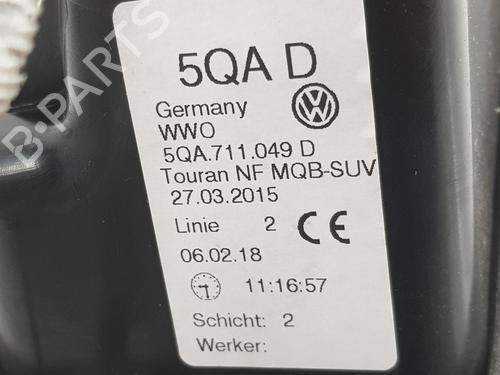 5QA D
Germany
WWO
5QA.711.049 D
Touran NF MQB-SUV
27.03.2015
Linie 2 CE
06.02.18
11:16:57
Schicht: 2
Werker:
B-PARTS